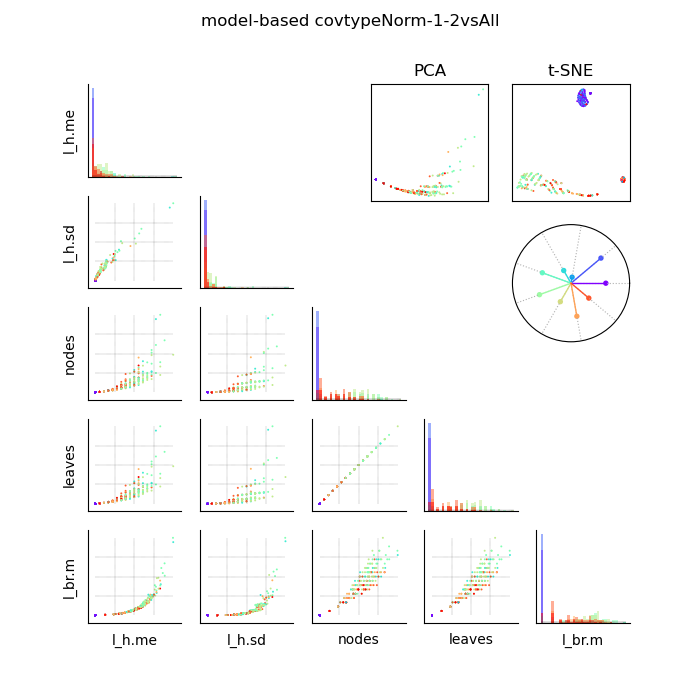 model-based covtypeNorm-1-2vsAll
PCA
t-SNE
l_h.me
l_h.sd
nodes
leaves
l_br.m
l_h.me
l_h.sd
nodes
leaves
l_br.m